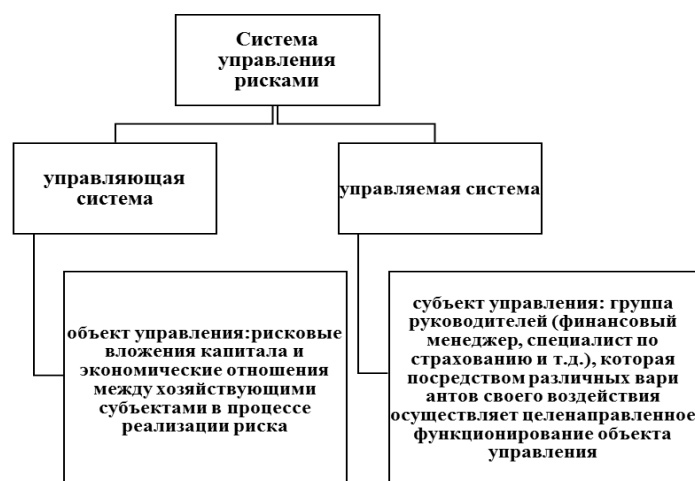 Система
управления
рисками
управляющая
система
управляемая система
объект управления:рисковые
вложения капитала и
экономические отношения
между хозяйствующими
субъектами в процессе
реализации риска
субъект управления: группа
руководителей (финансовый
менеджер, специалист по
страхованию и т.д.), которая
посредством различных вари
антов своего воздействия
осуществляет целенаправленное
функционирование объекта
управления